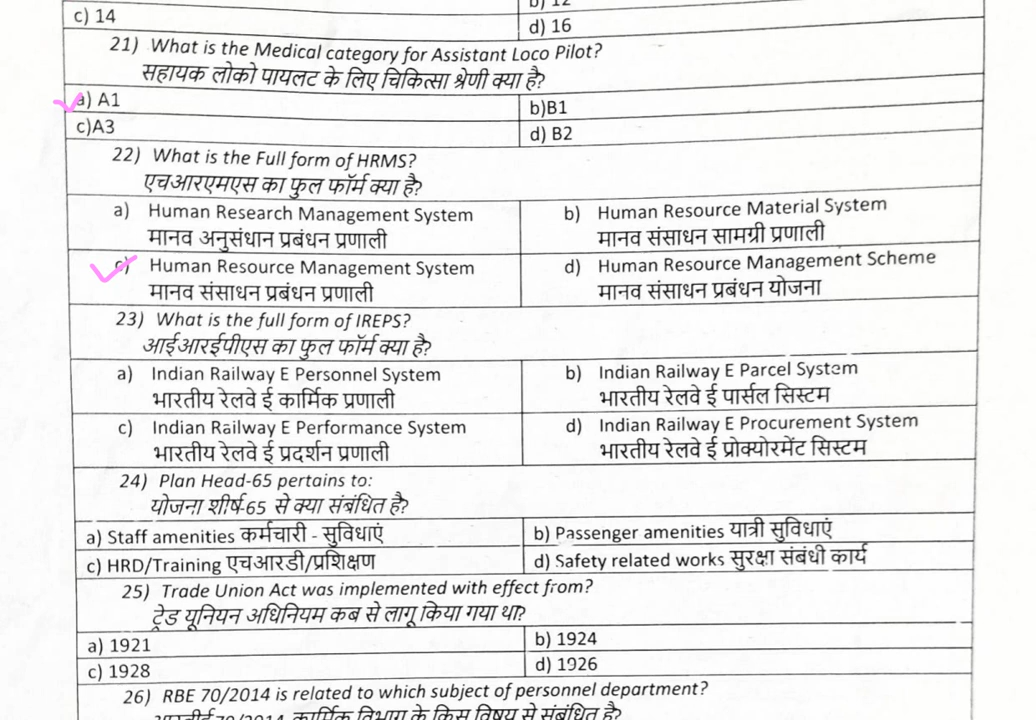 c) 14
b) 12
d) 16
21) What is the Medical category for Assistant Loco Pilot?
सहायक लोको पायलट के लिए चिकित्सा श्रेणी क्या है?
a) A1
b)B1
c)A3
d) B2
22) What is the Full form of HRMS?
एचआरएमएस का फुल फॉर्म क्या है?
a) Human Research Management System
मानव अनुसंधान प्रबंधन प्रणाली
b) Human Resource Material System
मानव संसाधन सामग्री प्रणाली
c) Human Resource Management System
मानव संसाधन प्रबंधन प्रणाली
d) Human Resource Management Scheme
मानव संसाधन प्रबंधन योजना
23) What is the full form of IREPS?
आईआरईपीएस का फुल फॉर्म क्या है?
a) Indian Railway E Personnel System
भारतीय रेलवे ई कार्मिक प्रणाली
b) Indian Railway E Parcel System
भारतीय रेलवे ई पार्सल सिस्टम
c) Indian Railway E Performance System
भारतीय रेलवे ई प्रदर्शन प्रणाली
d) Indian Railway E Procurement System
भारतीय रेलवे ई प्रोक्योरमेंट सिस्टम
24) Plan Head-65 pertains to:
योजना शीर्ष-65 से क्या संबंधित है?
a) Staff amenities कर्मचारी - सुविधाएं
b) Passenger amenities यात्री सुविधाएं
c) HRD/Training एचआरडी/प्रशिक्षण
d) Safety related works सुरक्षा संबंधी कार्य
25) Trade Union Act was implemented with effect from?
ट्रेड यूनियन अधिनियम कब से लागू किया गया था?
a) 1921
b) 1924
c) 1928
d) 1926
26) RBE 70/2014 is related to which subject of personnel department?
आरबीई 70/2014 कार्मिक विभाग के किस विषय से संबंधित है?